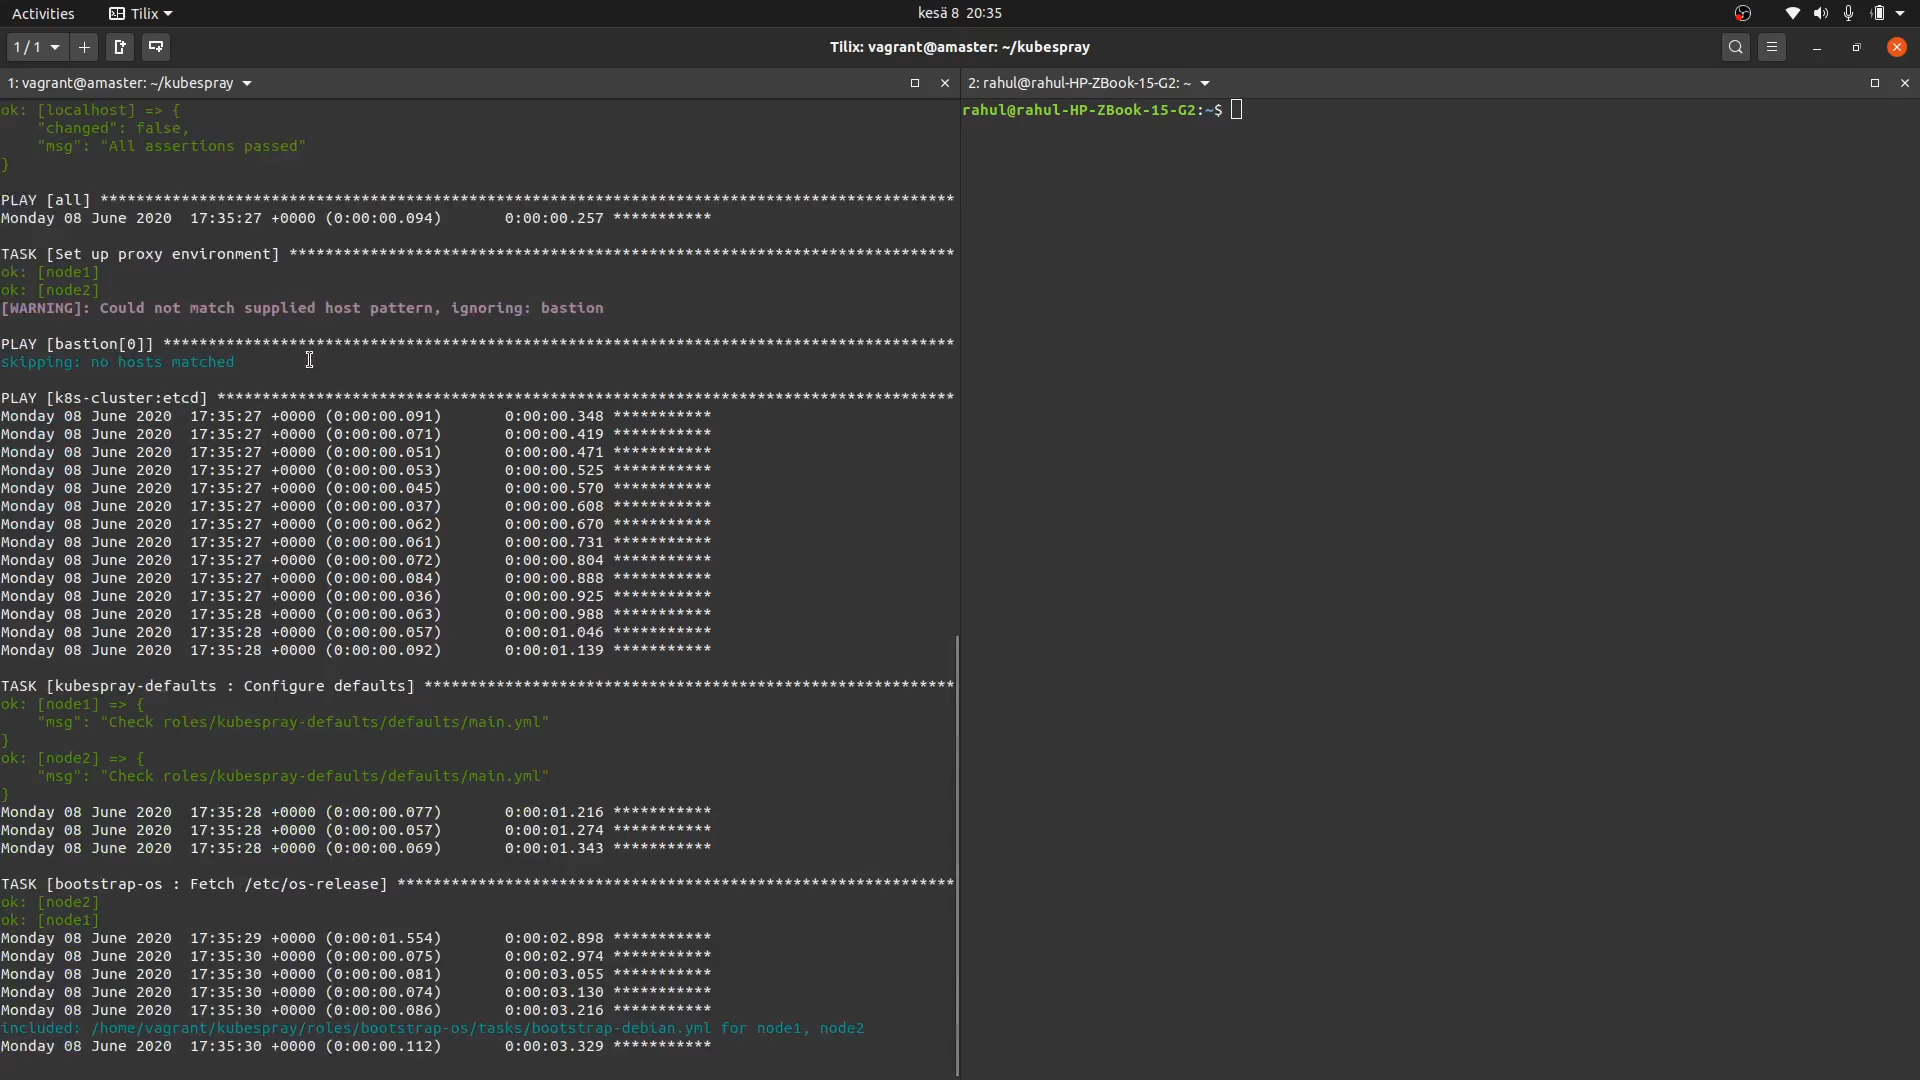 Activities
Tilix
kesä 8 20:35
1 / 1
Tilix: vagrant@amaster: ~/kubespray
1: vagrant@amaster: ~/kubespray
2: rahul@rahul-HP-ZBook-15-G2: ~
ok: [localhost] => {
    "changed": false,
    "msg": "All assertions passed"
}
PLAY [all] ***********************************************************************************************
Monday 08 June 2020  17:35:27 +0000 (0:00:00.094)       0:00:00.257 ***********
TASK [Set up proxy environment] **************************************************************************
ok: [node1]
ok: [node2]
[WARNING]: Could not match supplied host pattern, ignoring: bastion
PLAY [bastion[0]] ****************************************************************************************
skipping: no hosts matched
PLAY [k8s-cluster:etcd] **********************************************************************************
Monday 08 June 2020  17:35:27 +0000 (0:00:00.091)       0:00:00.348 ***********
Monday 08 June 2020  17:35:27 +0000 (0:00:00.071)       0:00:00.419 ***********
Monday 08 June 2020  17:35:27 +0000 (0:00:00.051)       0:00:00.471 ***********
Monday 08 June 2020  17:35:27 +0000 (0:00:00.053)       0:00:00.525 ***********
Monday 08 June 2020  17:35:27 +0000 (0:00:00.045)       0:00:00.570 ***********
Monday 08 June 2020  17:35:27 +0000 (0:00:00.037)       0:00:00.608 ***********
Monday 08 June 2020  17:35:27 +0000 (0:00:00.062)       0:00:00.670 ***********
Monday 08 June 2020  17:35:27 +0000 (0:00:00.061)       0:00:00.731 ***********
Monday 08 June 2020  17:35:27 +0000 (0:00:00.072)       0:00:00.804 ***********
Monday 08 June 2020  17:35:27 +0000 (0:00:00.084)       0:00:00.888 ***********
Monday 08 June 2020  17:35:27 +0000 (0:00:00.036)       0:00:00.925 ***********
Monday 08 June 2020  17:35:28 +0000 (0:00:00.063)       0:00:00.988 ***********
Monday 08 June 2020  17:35:28 +0000 (0:00:00.057)       0:00:01.046 ***********
Monday 08 June 2020  17:35:28 +0000 (0:00:00.092)       0:00:01.139 ***********
TASK [kubespray-defaults : Configure defaults] ***********************************************************
ok: [node1] => {
    "msg": "Check roles/kubespray-defaults/defaults/main.yml"
}
ok: [node2] => {
    "msg": "Check roles/kubespray-defaults/defaults/main.yml"
}
Monday 08 June 2020  17:35:28 +0000 (0:00:00.077)       0:00:01.216 ***********
Monday 08 June 2020  17:35:28 +0000 (0:00:00.057)       0:00:01.274 ***********
Monday 08 June 2020  17:35:28 +0000 (0:00:00.069)       0:00:01.343 ***********
TASK [bootstrap-os : Fetch /etc/os-release] **************************************************************
ok: [node2]
ok: [node1]
Monday 08 June 2020  17:35:29 +0000 (0:00:01.554)       0:00:02.898 ***********
Monday 08 June 2020  17:35:30 +0000 (0:00:00.075)       0:00:02.974 ***********
Monday 08 June 2020  17:35:30 +0000 (0:00:00.081)       0:00:03.055 ***********
Monday 08 June 2020  17:35:30 +0000 (0:00:00.074)       0:00:03.130 ***********
Monday 08 June 2020  17:35:30 +0000 (0:00:00.086)       0:00:03.216 ***********
included: /home/vagrant/kubespray/roles/bootstrap-os/tasks/bootstrap-debian.yml for node1, node2
Monday 08 June 2020  17:35:30 +0000 (0:00:00.112)       0:00:03.329 ***********
rahul@rahul-HP-ZBook-15-G2:~$